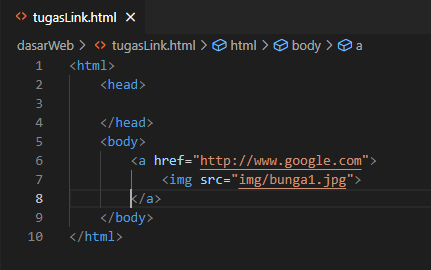 <> tugasLink.html ×
dasarWeb > <> tugasLink.html > html > body > a
1 <html>
2 <head>
3
4 </head>
5 <body>
6 <a href="http://www.google.com">
7 <img src="img/bunga1.jpg">
8 </a>
9 </body>
10 </html>